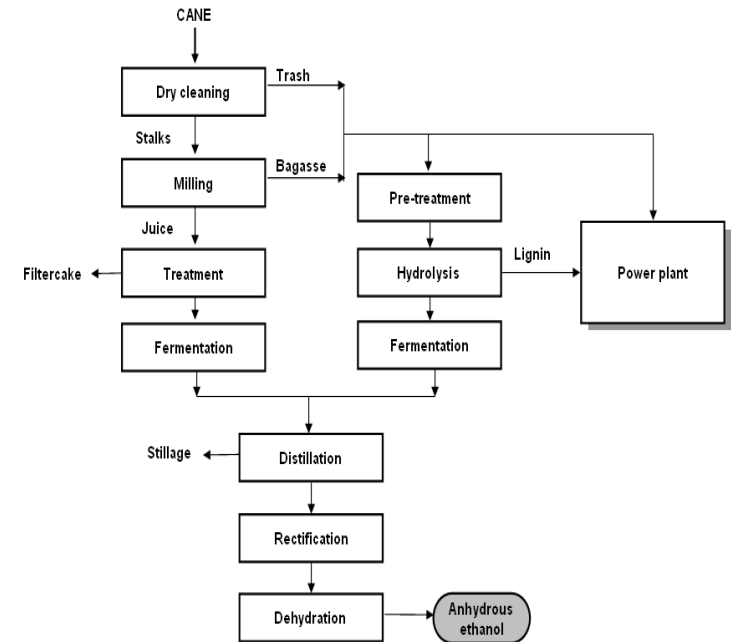 CANE
Dry cleaning
Trash
Stalks
Milling
Bagasse
Pre-treatment
Juice
Filtercake
Treatment
Hydrolysis
Lignin
Power plant
Fermentation
Fermentation
Stillage
Distillation
Rectification
Dehydration
Anhydrous
ethanol